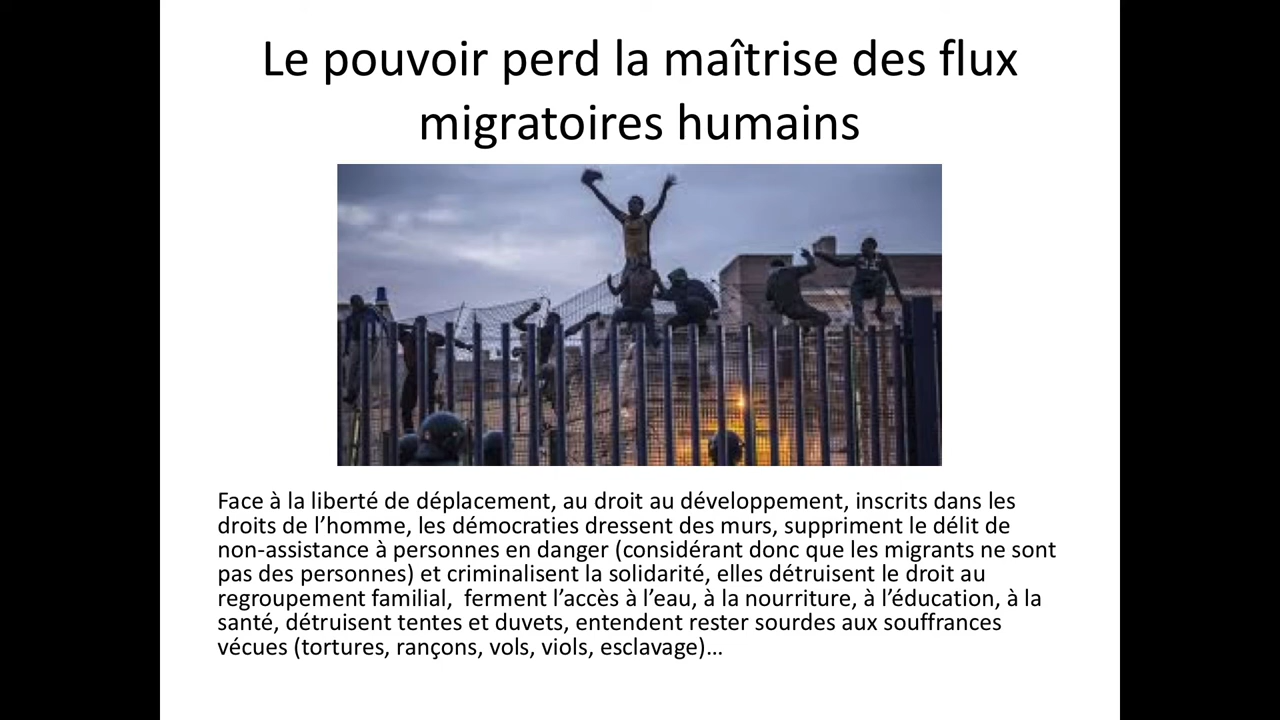 Le pouvoir perd la maîtrise des flux
migratoires humains
Face à la liberté de déplacement, au droit au développement, inscrits dans les
droits de l’homme, les démocraties dressent des murs, suppriment le délit de
non-assistance à personnes en danger (considérant donc que les migrants ne sont
pas des personnes) et criminalisent la solidarité, elles détruisent le droit au
regroupement familial,  ferment l’accès à l’eau, à la nourriture, à l’éducation, à la
santé, détruisent tentes et duvets, entendent rester sourdes aux souffrances
vécues (tortures, rançons, vols, viols, esclavage)…